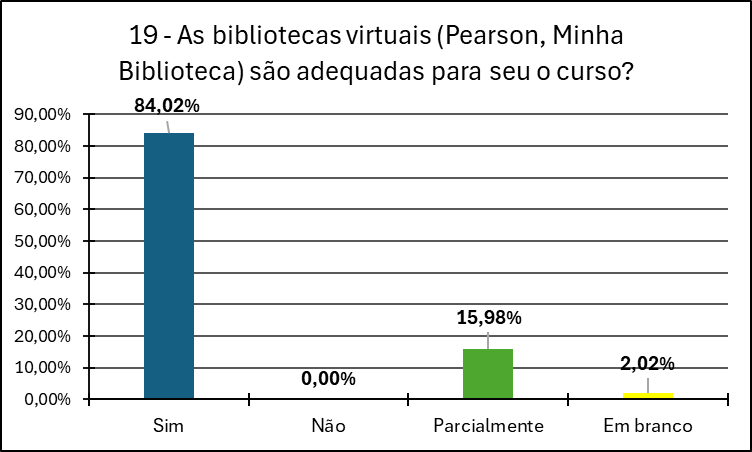 19 - As bibliotecas virtuais (Pearson, Minha
Biblioteca) são adequadas para seu o curso?
84,02%
90,00%
80,00%
70,00%
60,00%
50,00%
40,00%
30,00%
15,98%
20,00%
2,02%
10,00%
0,00%
0,00%
Sim
Não
Parcialmente
Em branco